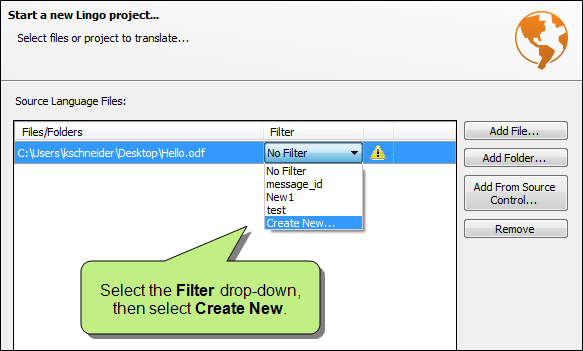 Start a new Lingo project...
Select files or project to translate...
Source Language Files:
Files/Folders Filter
C:\Users\kschneider\Desktop\Hello.odf No Filter
No Filter
message_id
New1
test
Create New...
Add File...
Add Folder...
Add From Source
Control...
Remove
Select the Filter drop-down,
then select Create New.